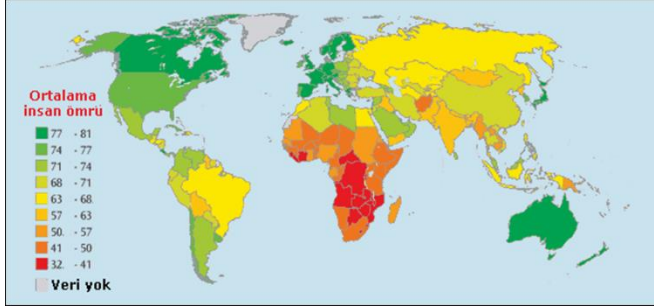 Ortalama
insan ömrü
77 - 81
74 - 77
71 - 74
68 - 71
63 - 68
57 - 63
50. - 57
41 - 50
32. - 41
Veri yok